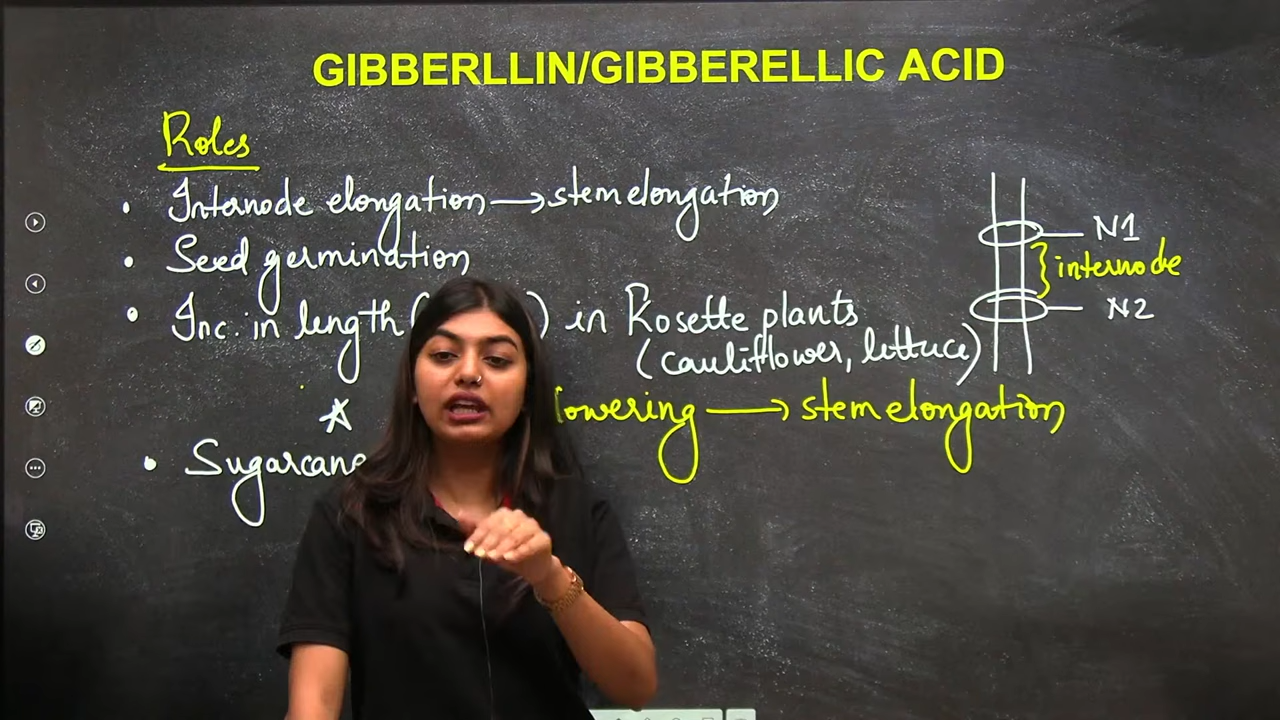 GIBBERLLIN/GIBBERELLIC ACID
Roles
• Internode elongation → stem elongation
• Seed germination
• Inc. in length ( ) in Rosette plants
(cauliflower, lettuce)
lowering → stem elongation
• Sugarcane
N1
internode
N2